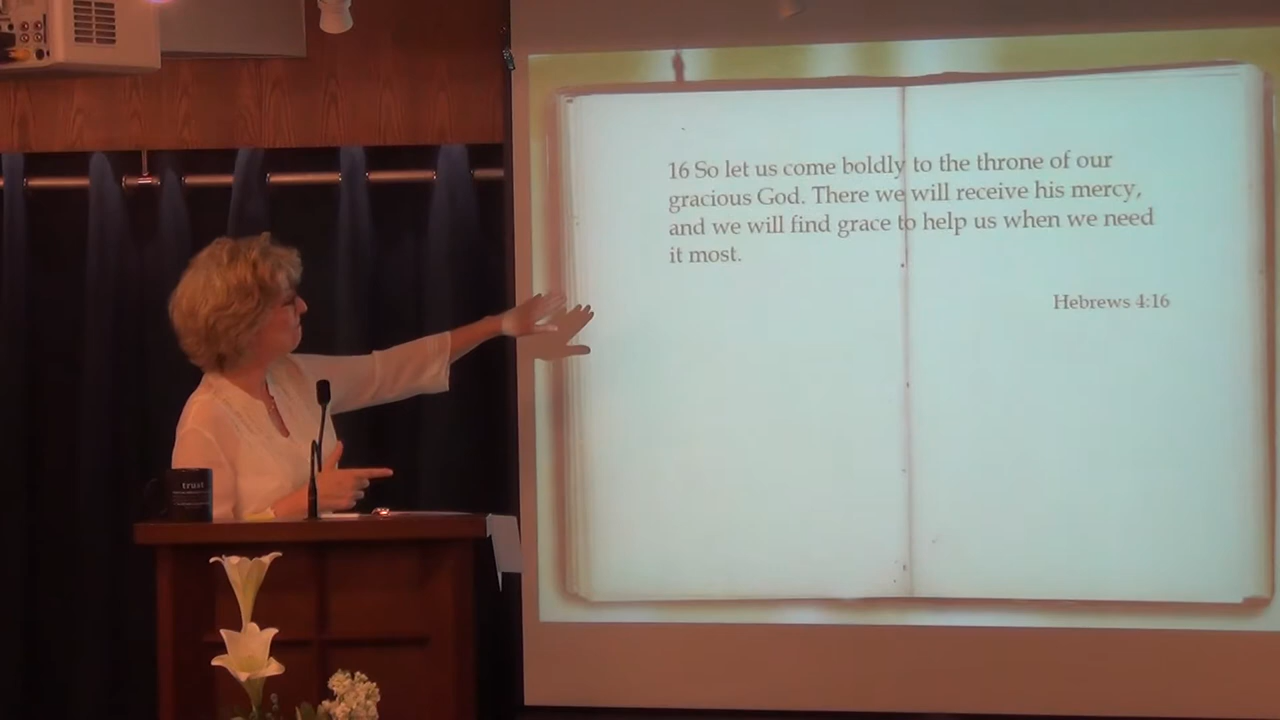 16 So let us come boldly to the throne of our
gracious God. There we will receive his mercy,
and we will find grace to help us when we need
it most.
Hebrews 4:16
trust